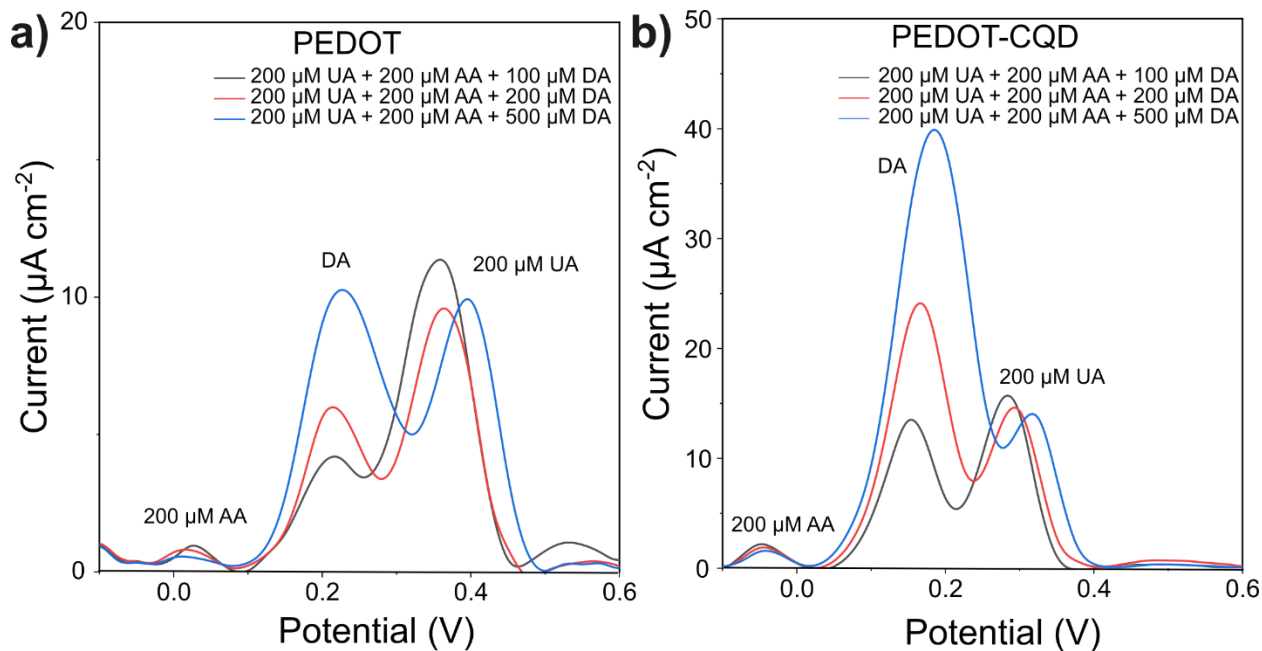 a)
PEDOT
200 µM UA + 200 µM AA + 100 µM DA
200 µM UA + 200 µM AA + 200 µM DA
200 µM UA + 200 µM AA + 500 µM DA
20
10
0
Current (µA cm-2)
DA
200 µM UA
200 µM AA
0.0 0.2 0.4 0.6
Potential (V)
b)
PEDOT-CQD
200 µM UA + 200 µM AA + 100 µM DA
200 µM UA + 200 µM AA + 200 µM DA
200 µM UA + 200 µM AA + 500 µM DA
50
40
30
20
10
0
Current (µA cm-2)
DA
200 µM UA
200 µM AA
0.0 0.2 0.4 0.6
Potential (V)